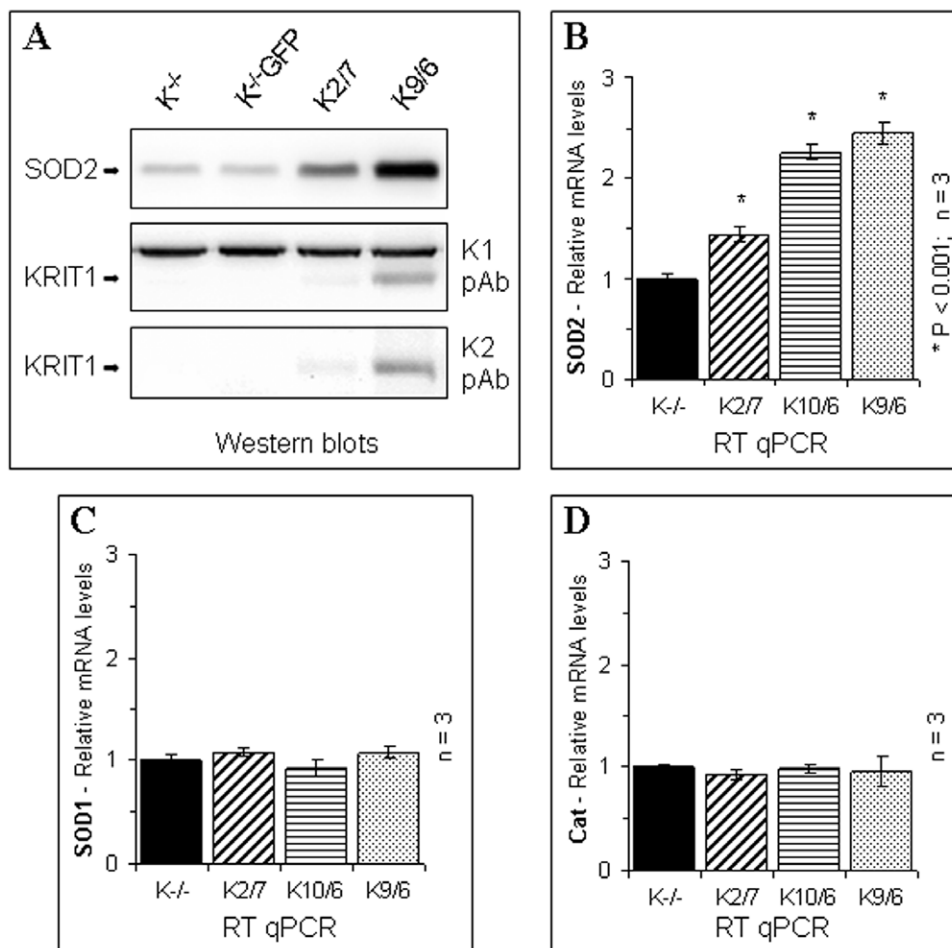 A
K-/-
K-/-GFP
K2/7
K9/6
SOD2
KRIT1
K1
pAb
KRIT1
K2
pAb
Western blots
B
SOD2 - Relative mRNA levels
3
2
1
0
* * *
K-/- K2/7 K10/6 K9/6
RT qPCR
* P < 0.001; n = 3
C
SOD1 - Relative mRNA levels
3
2
1
0
K-/- K2/7 K10/6 K9/6
RT qPCR
n = 3
D
Cat - Relative mRNA levels
3
2
1
0
K-/- K2/7 K10/6 K9/6
RT qPCR
n = 3